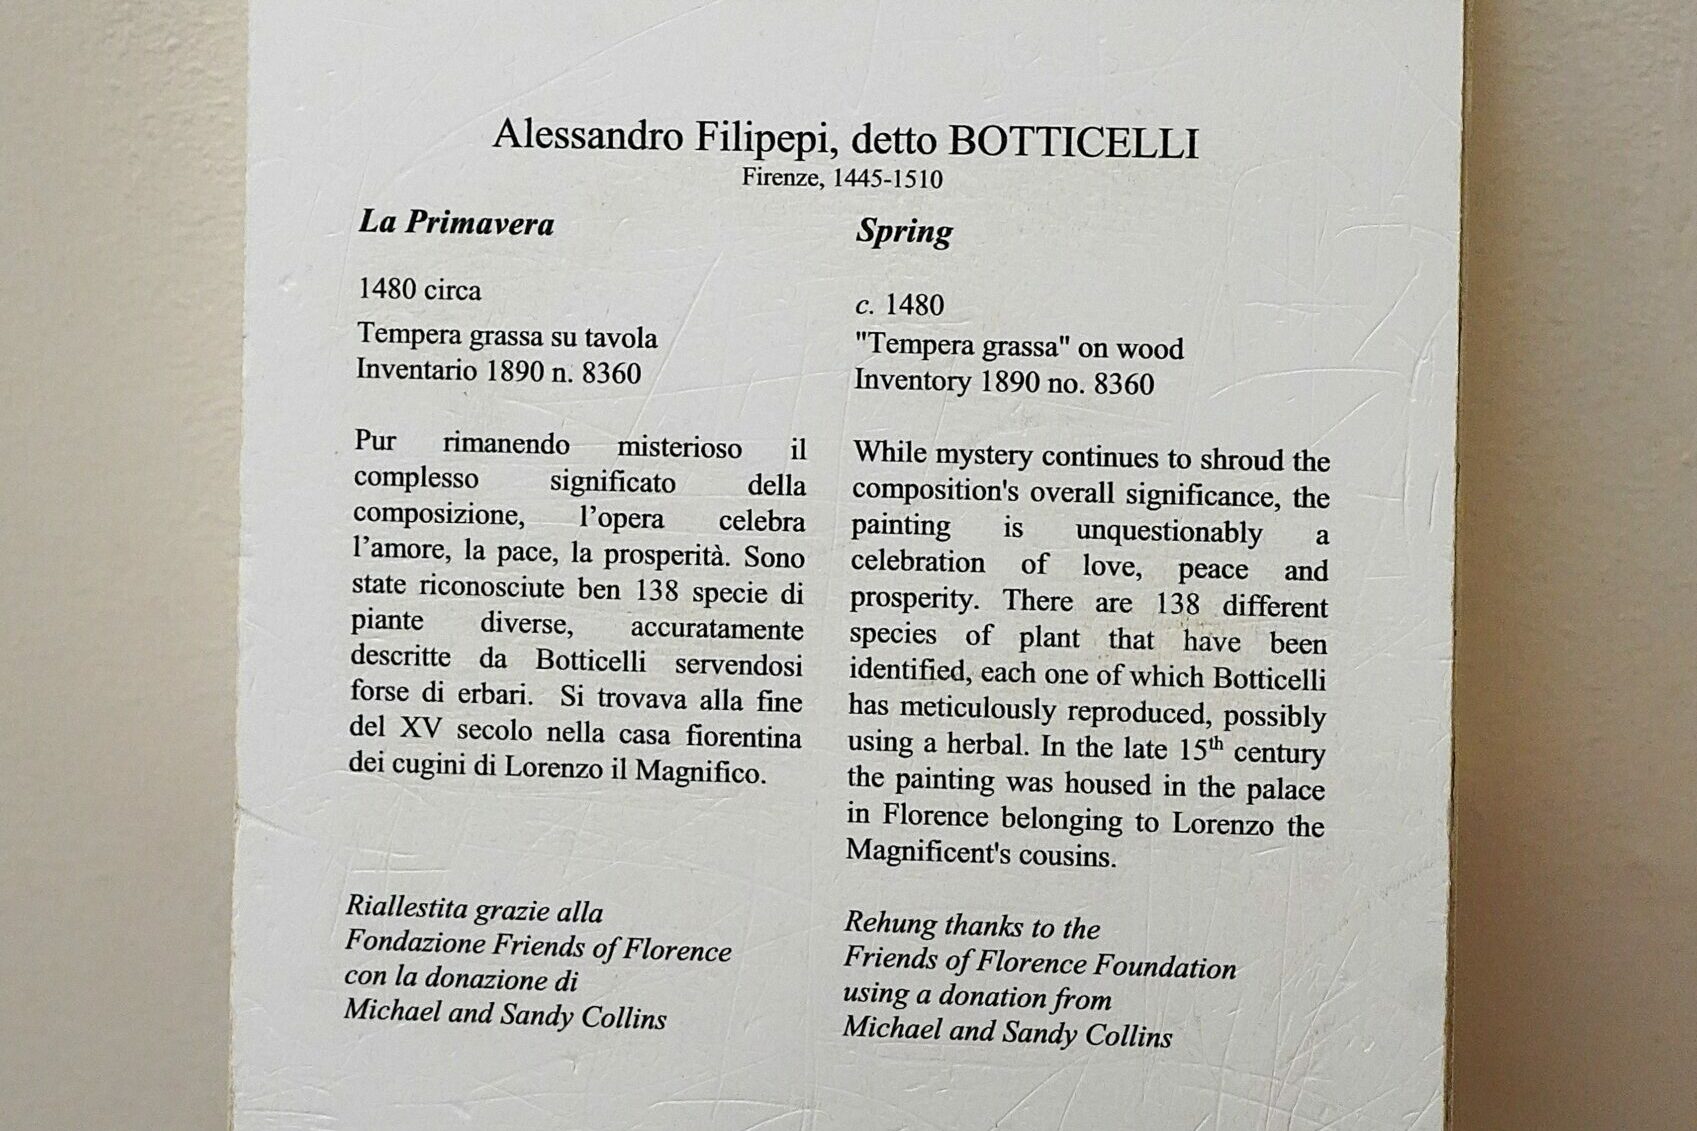 Alessandro Filipepi, detto BOTTICELLI
Firenze, 1445-1510
La Primavera
1480 circa
Tempera grassa su tavola
Inventario 1890 n. 8360
Pur rimanendo misterioso il
complesso significato della
composizione, l’opera celebra
l’amore, la pace, la prosperità. Sono
state riconosciute ben 138 specie di
piante diverse, accuratamente
descritte da Botticelli servendosi
forse di erbari. Si trovava alla fine
del XV secolo nella casa fiorentina
dei cugini di Lorenzo il Magnifico.
Riallestita grazie alla
Fondazione Friends of Florence
con la donazione di
Michael and Sandy Collins
Spring
c. 1480
"Tempera grassa" on wood
Inventory 1890 no. 8360
While mystery continues to shroud the
composition's overall significance, the
painting is unquestionably a
celebration of love, peace and
prosperity. There are 138 different
species of plant that have been
identified, each one of which Botticelli
has meticulously reproduced, possibly
using a herbal. In the late 15th century
the painting was housed in the palace
in Florence belonging to Lorenzo the
Magnificent's cousins.
Rehung thanks to the
Friends of Florence Foundation
using a donation from
Michael and Sandy Collins